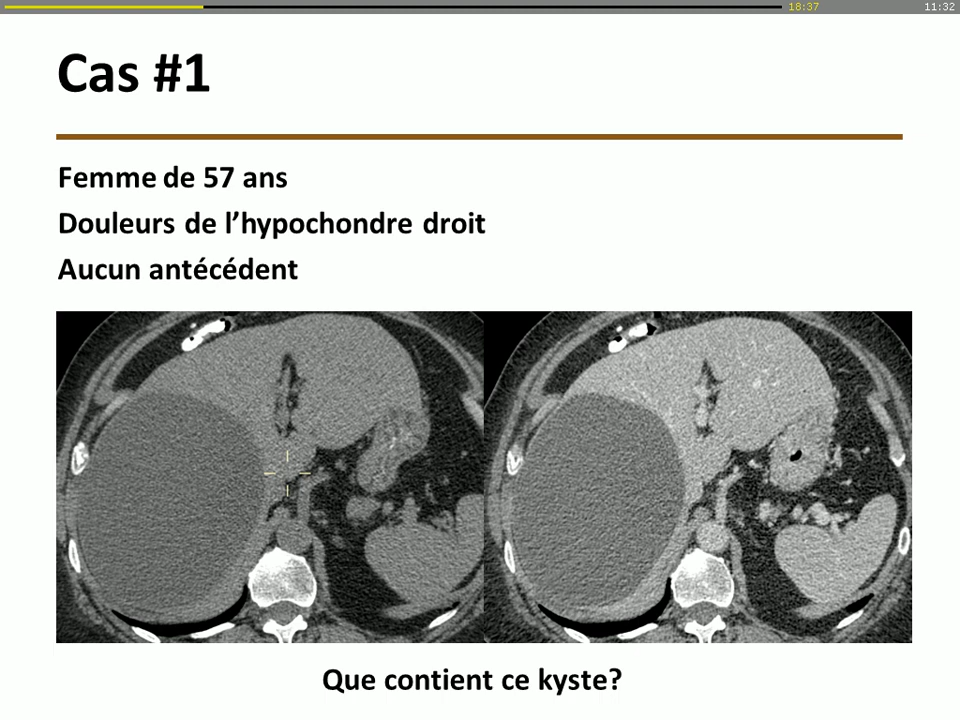 18:37
11:32
Cas #1
Femme de 57 ans
Douleurs de l’hypochondre droit
Aucun antécédent
Que contient ce kyste?